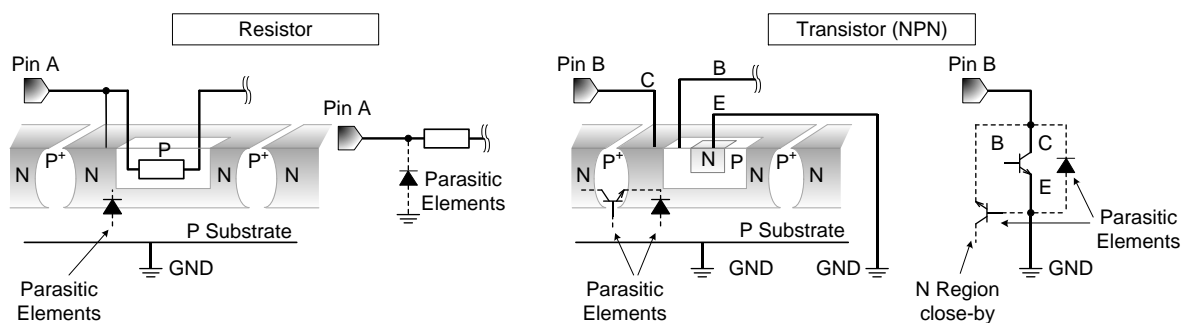 Resistor
Transistor (NPN)
Pin A
Pin B
C
B
E
Pin B
Pin A
N
P+
N
P
P+
N
N
P+
N
P
P+
N
B
C
E
Parasitic
Elements
P Substrate
GND
Parasitic
Elements
P Substrate
GND
GND
Parasitic
Elements
Parasitic
Elements
GND
N Region
close-by